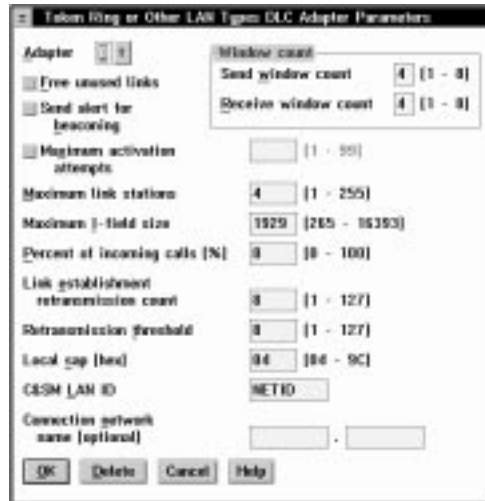 Token Ring or Other LAN Types DLC Adapter Parameters
Adapter
Window count
Free unused links
Send window count 4 (1 - 8)
Send alert for
beaconing
Receive window count 4 (1 - 8)
Maximum activation
attempts (1 - 99)
Maximum link stations 4 (1 - 255)
Maximum I-field size 1929 (265 - 16393)
Percent of incoming calls (%) 0 (0 - 100)
Link establishment
retransmission count 8 (1 - 127)
Retransmission threshold 8 (1 - 127)
Local sap (hex) 04 (04 - 9C)
C&SM LAN ID NETID
Connection network
name (optional) .
OK Delete Cancel Help